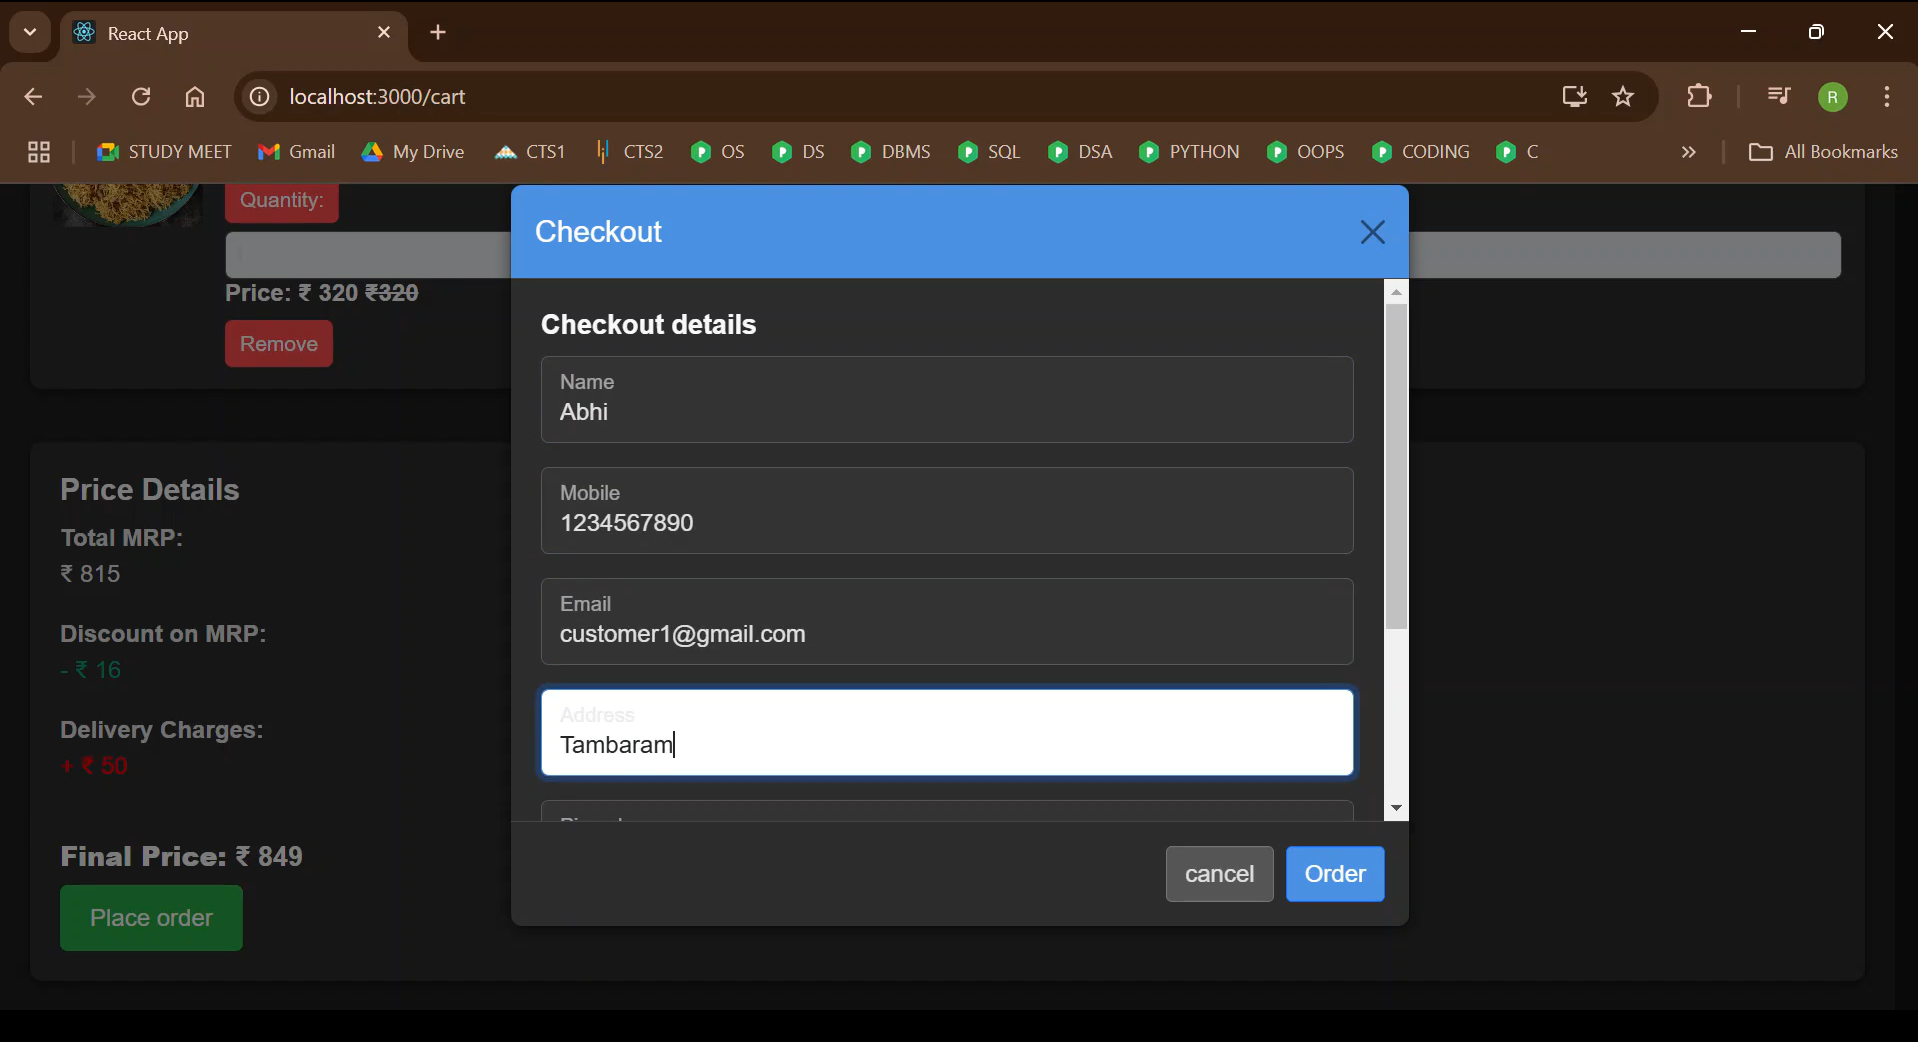 React App
localhost:3000/cart
STUDY MEET
Gmail
My Drive
CTS1
CTS2
OS
DS
DBMS
SQL
DSA
PYTHON
OOPS
CODING
C
All Bookmarks
R
Quantity:
Price: ₹ 320 ₹320
Remove
Price Details
Total MRP:
₹ 815
Discount on MRP:
- ₹ 16
Delivery Charges:
+ ₹ 50
Final Price: ₹ 849
Place order
Checkout
Checkout details
Name
Abhi
Mobile
1234567890
Email
customer1@gmail.com
Address
Tambaram
cancel
Order